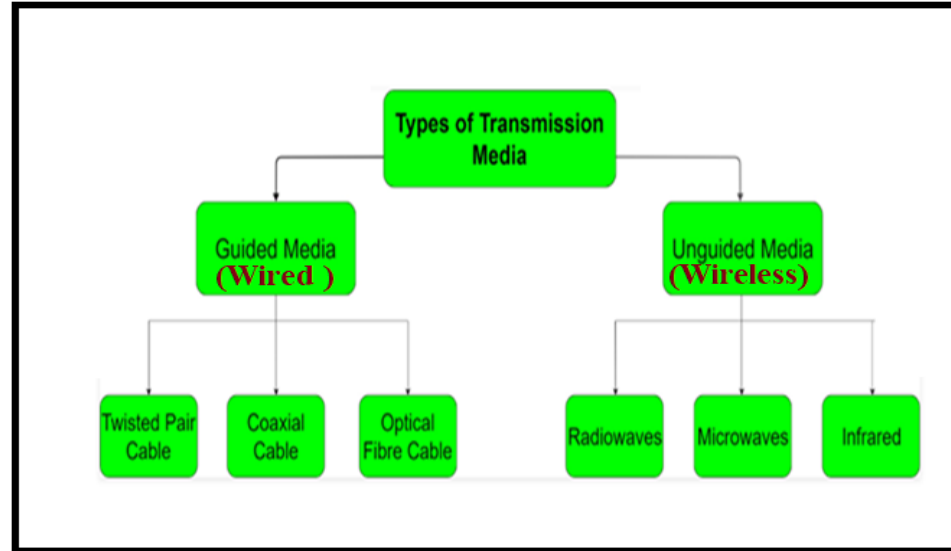 Types of Transmission
Media
Guided Media
(Wired )
Unguided Media
(Wireless)
Twisted Pair
Cable
Coaxial
Cable
Optical
Fibre Cable
Radiowaves
Microwaves
Infrared